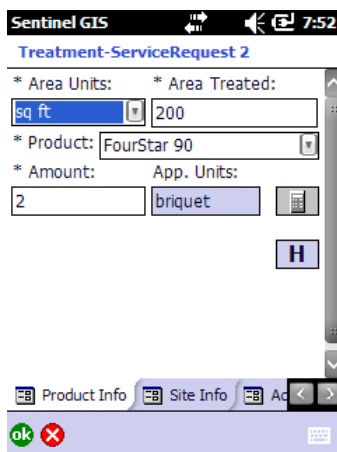 Sentinel GIS 7:52
Treatment-ServiceRequest 2
* Area Units: * Area Treated:
sq ft 200
* Product: FourStar 90
* Amount: App. Units:
2 briquet
H
Product Info Site Info Ac
ok